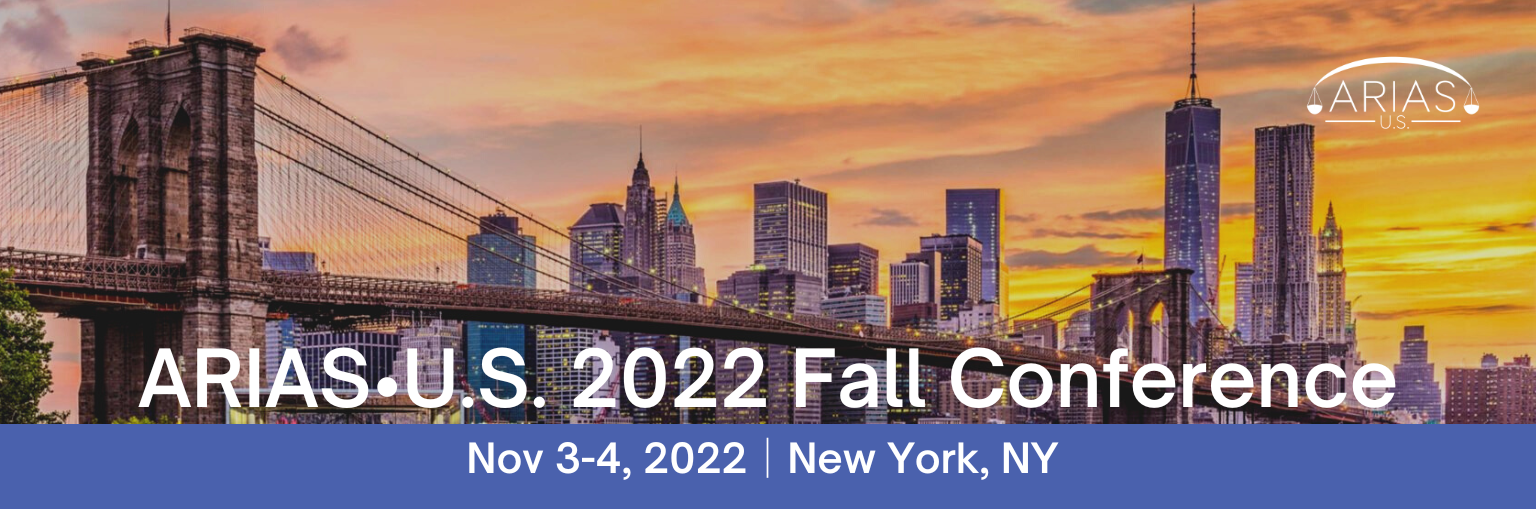 ARIAS
U.S.
ARIAS•U.S. 2022 Fall Conference
Nov 3-4, 2022 | New York, NY